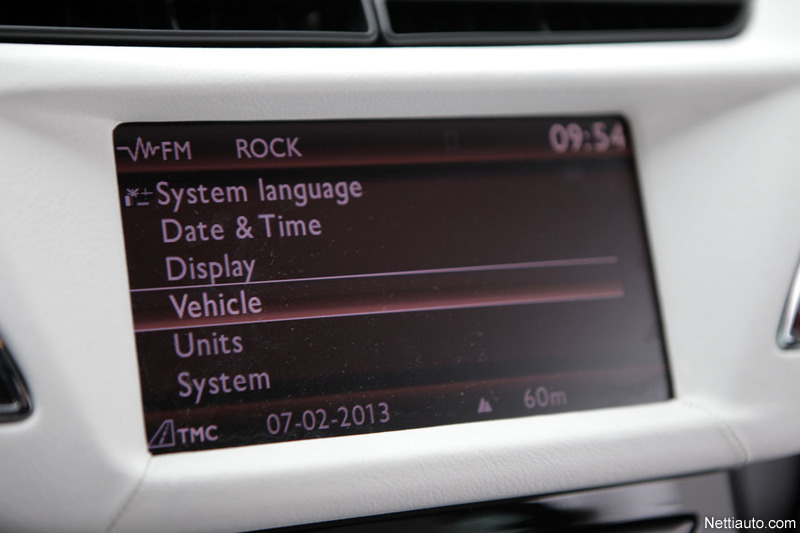 FM ROCK 09:54
System language
Date & Time
Display
Vehicle
Units
System
TMC 07-02-2013 60m
Nettiauto.com